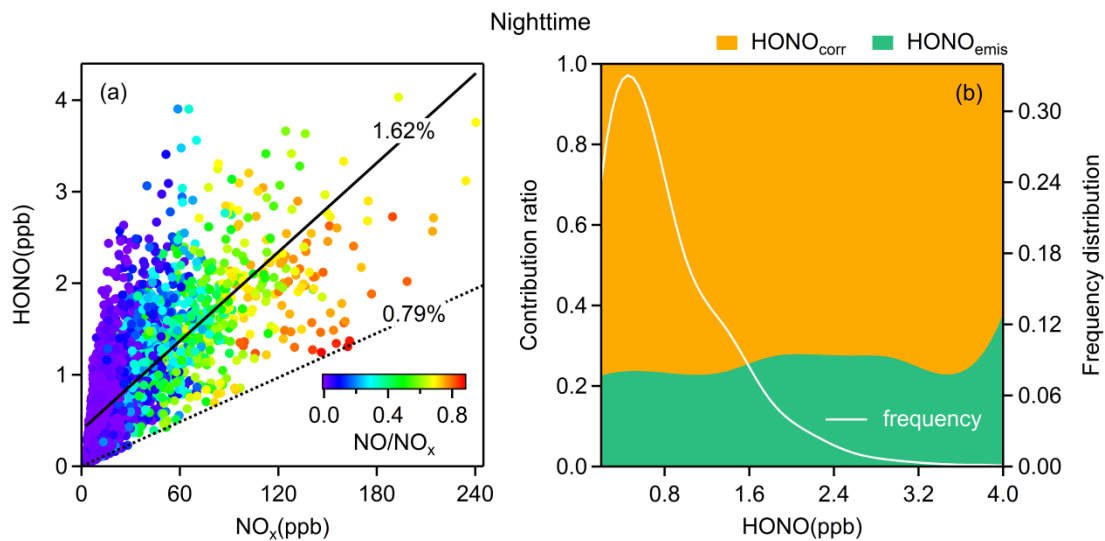 Nighttime
HONOcorr HONOemis
(a)
1.62%
0.79%
HONO(ppb)
4
3
2
1
0
0.0 0.4 0.8
NO/NOx
0 60 120 180 240
NOx(ppb)
(b)
Contribution ratio
1.0
0.8
0.6
0.4
0.2
0.0
frequency
0.30
0.24
0.18
0.12
0.06
0.00
Frequency distribution
0.8 1.6 2.4 3.2 4.0
HONO(ppb)